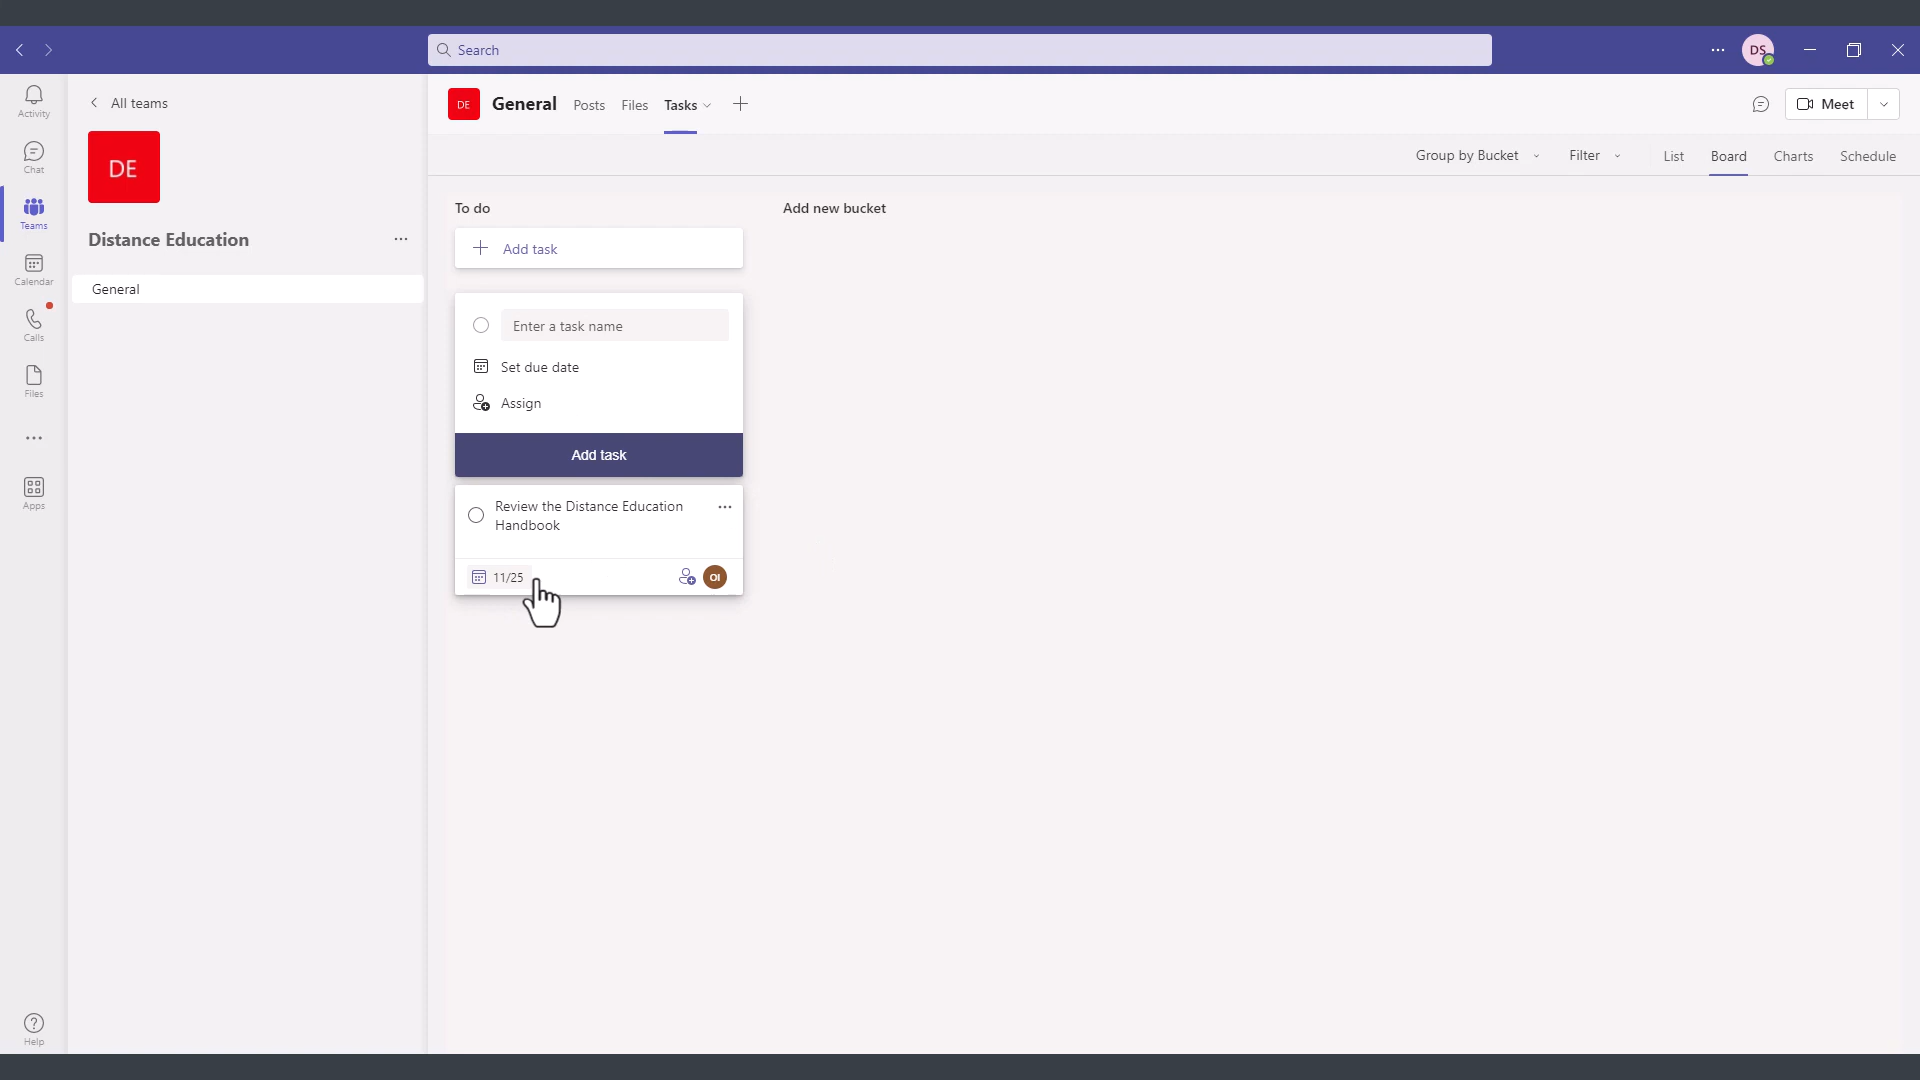 Search
DS
Activity
Chat
Teams
Calendar
Calls
Files
Apps
Help
All teams
DE
Distance Education
General
DE
General
Posts
Files
Tasks
Meet
Group by Bucket
Filter
List
Board
Charts
Schedule
To do
Add new bucket
Add task
Enter a task name
Set due date
Assign
Add task
Review the Distance Education
Handbook
11/25
OI